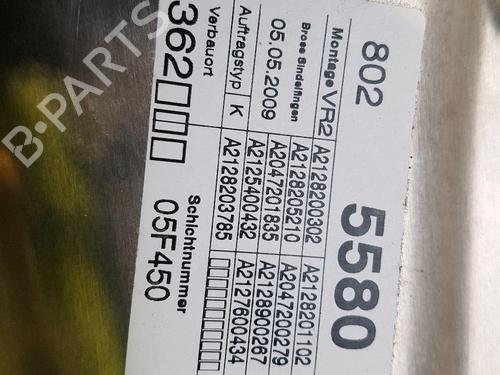 802
5580
Montage VR2
Brose Sindelfingen
05.05.2009
Auftragstyp K
Verbauort
362
Schichtnummer
05F450
A2128200302 A2128201102
A2128205210 A2047200279
A2047201835 A2128900267
A2125400432 A2127600434
A2128203785
B-PARTS